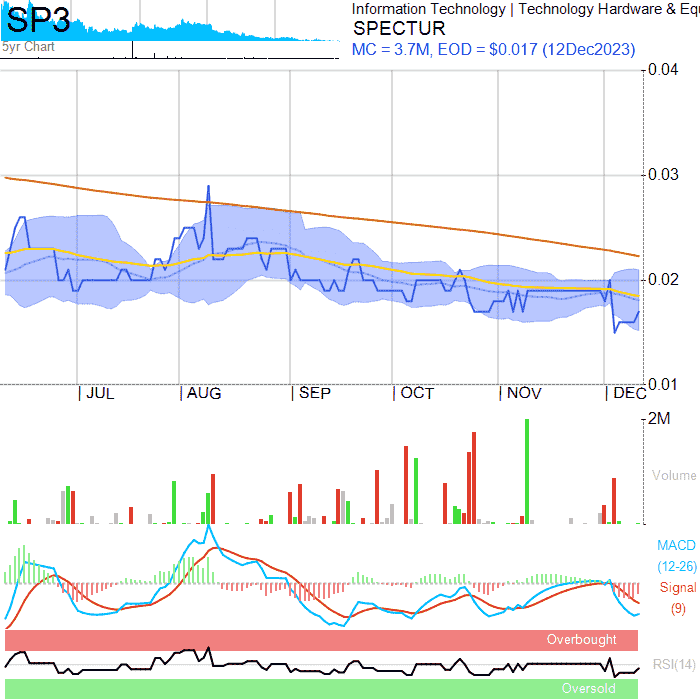 SP3
5yr Chart
Information Technology | Technology Hardware & Equ
SPECTUR
MC = 3.7M, EOD = $0.017 (12Dec2023)
0.04
0.03
0.02
0.01
JUL AUG SEP OCT NOV DEC
2M
Volume
MACD
(12-26)
Signal
(9)
Overbought
RSI(14)
Oversold